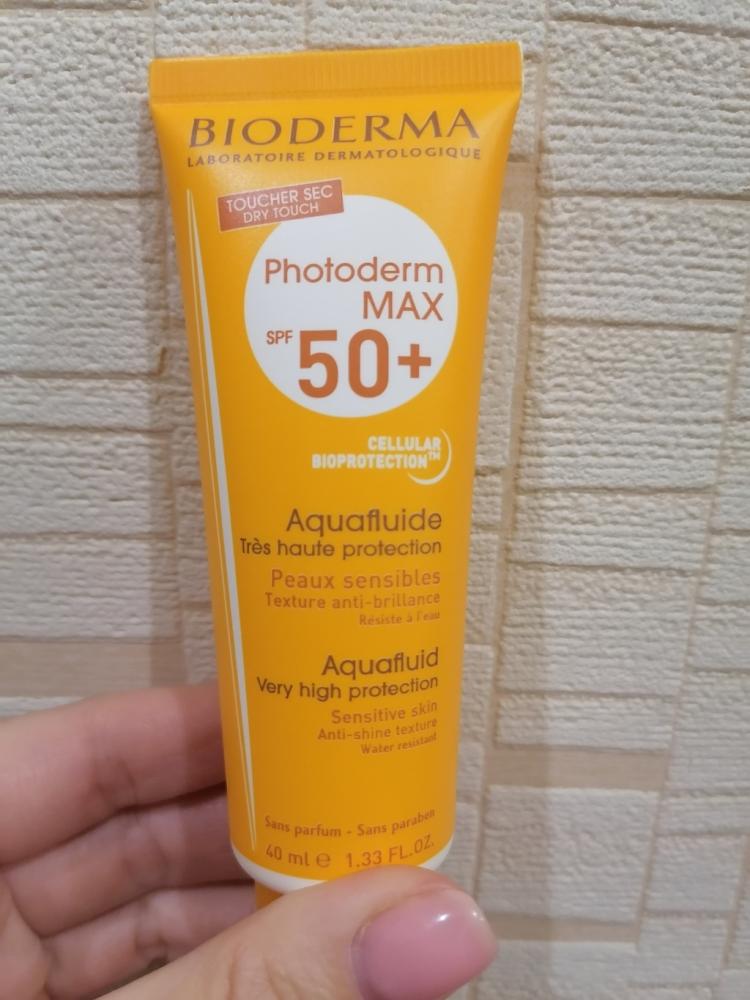 BIODERMA
LABORATOIRE DERMATOLOGIQUE
TOUCHER SEC
DRY TOUCH
Photoderm
MAX
SPF 50+
CELLULAR
BIOPROTECTION™
Aquafluide
Très haute protection
Peaux sensibles
Texture anti-brillance
Résiste à l'eau
Aquafluid
Very high protection
Sensitive skin
Anti-shine texture
Water resistant
Sans parfum - Sans paraben
40 ml ℮ 1.33 FL.OZ.